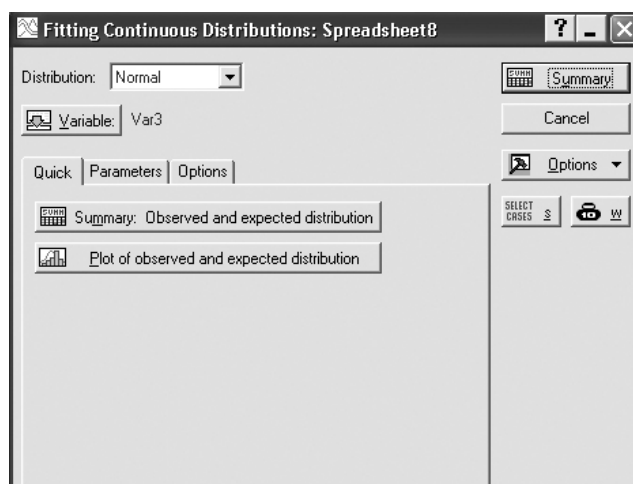 Fitting Continuous Distributions: Spreadsheet8
Distribution: Normal
Variable: Var3
Quick Parameters Options
Summary: Observed and expected distribution
Plot of observed and expected distribution
Summary
Cancel
Options
SELECT CASES S W